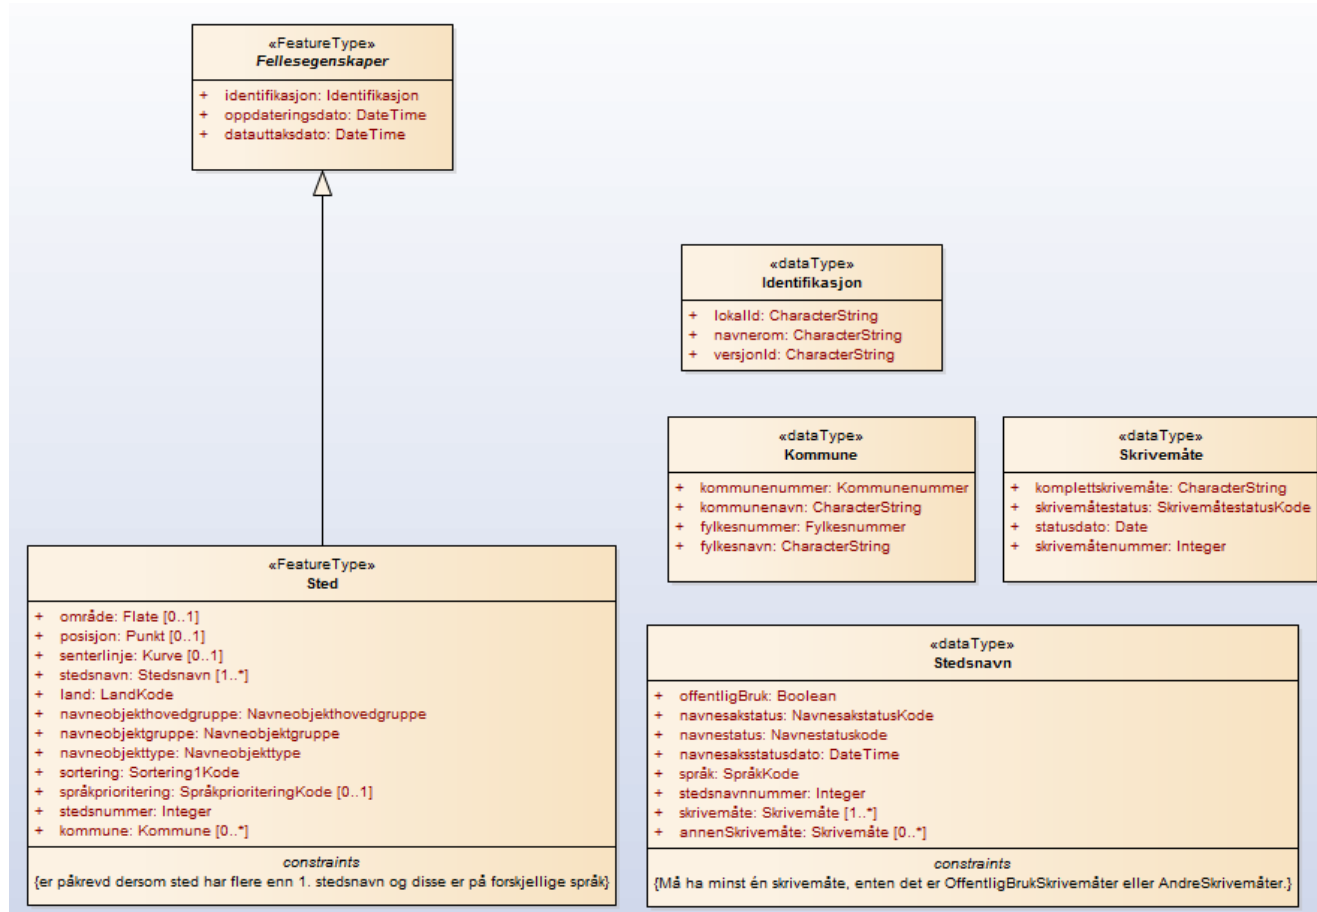 «FeatureType»
Fellesegenskaper
+ identifikasjon: Identifikasjon
+ oppdateringsdato: DateTime
+ datauttaksdato: DateTime
«dataType»
Identifikasjon
+ lokalId: CharacterString
+ navnerom: CharacterString
+ versjonId: CharacterString
«dataType»
Kommune
+ kommunenummer: Kommunenummer
+ kommunenavn: CharacterString
+ fylkesnummer: Fylkesnummer
+ fylkesnavn: CharacterString
«dataType»
Skrivemåte
+ komplettskrivemåte: CharacterString
+ skrivemåtestatus: SkrivemåtestatusKode
+ statusdato: Date
+ skrivemåtenummer: Integer
«FeatureType»
Sted
+ område: Flate [0..1]
+ posisjon: Punkt [0..1]
+ senterlinje: Kurve [0..1]
+ stedsnavn: Stedsnavn [1..*]
+ land: LandKode
+ navneobjekthovedgruppe: Navneobjekthovedgruppe
+ navneobjektgruppe: Navneobjektgruppe
+ navneobjekttype: Navneobjekttype
+ sortering: Sortering1Kode
+ språkprioritering: SpråkprioriteringKode [0..1]
+ stedsnummer: Integer
+ kommune: Kommune [0..*]
constraints
{er påkrevd dersom sted har flere enn 1. stedsnavn og disse er på forskjellige språk}
«dataType»
Stedsnavn
+ offentligBruk: Boolean
+ navnesakstatus: NavnesakstatusKode
+ navnestatus: Navnestatuskode
+ navnesaksstatusdato: DateTime
+ språk: SpråkKode
+ stedsnavnnummer: Integer
+ skrivemåte: Skrivemåte [1..*]
+ annenSkrivemåte: Skrivemåte [0..*]
constraints
{Må ha minst én skrivemåte, enten det er OffentligBrukSkrivemåter eller AndreSkrivemåter.}